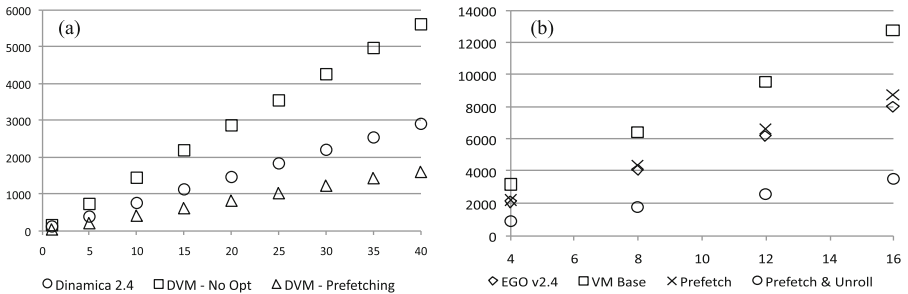 (a)
6000
5000
4000
3000
2000
1000
0
0 5 10 15 20 25 30 35 40
Dinamica 2.4 DVM - No Opt DVM - Prefetching
(b)
14000
12000
10000
8000
6000
4000
2000
0
4 6 8 10 12 14 16
EGO v2.4 VM Base Prefetch Prefetch & Unroll